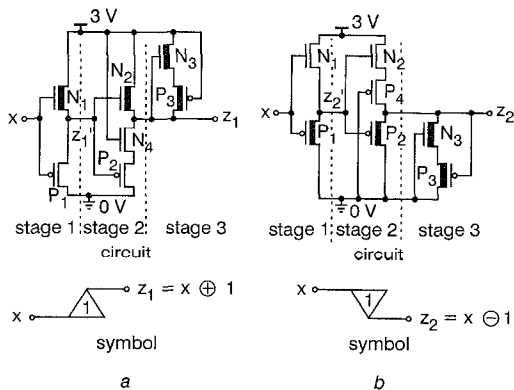 3 V
N1
N2
N3
P3
x
z1'
z1
P2
N4
P1
0 V
stage 1
stage 2
stage 3
circuit
x
1
z1 = x ⊕ 1
symbol
a
3 V
N1
N2
P4
z2'
z2
P1
P2
N3
P3
x
0 V
stage 1
stage 2
stage 3
circuit
x
1
z2 = x ⊖ 1
symbol
b